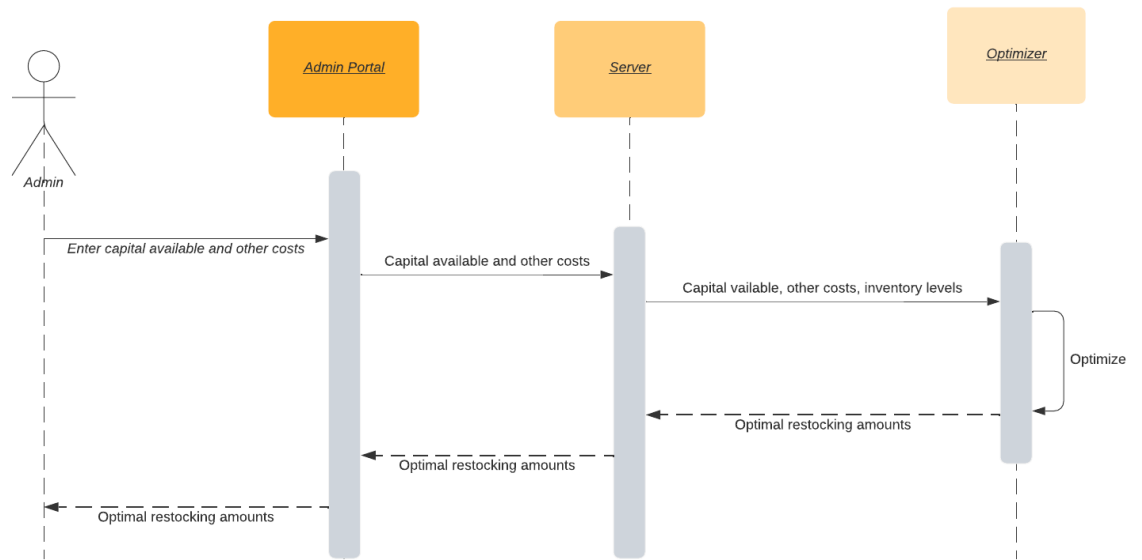 Admin Portal
Server
Optimizer
Admin
Enter capital available and other costs
Capital available and other costs
Capital vailable, other costs, inventory levels
Optimize
Optimal restocking amounts
Optimal restocking amounts
Optimal restocking amounts